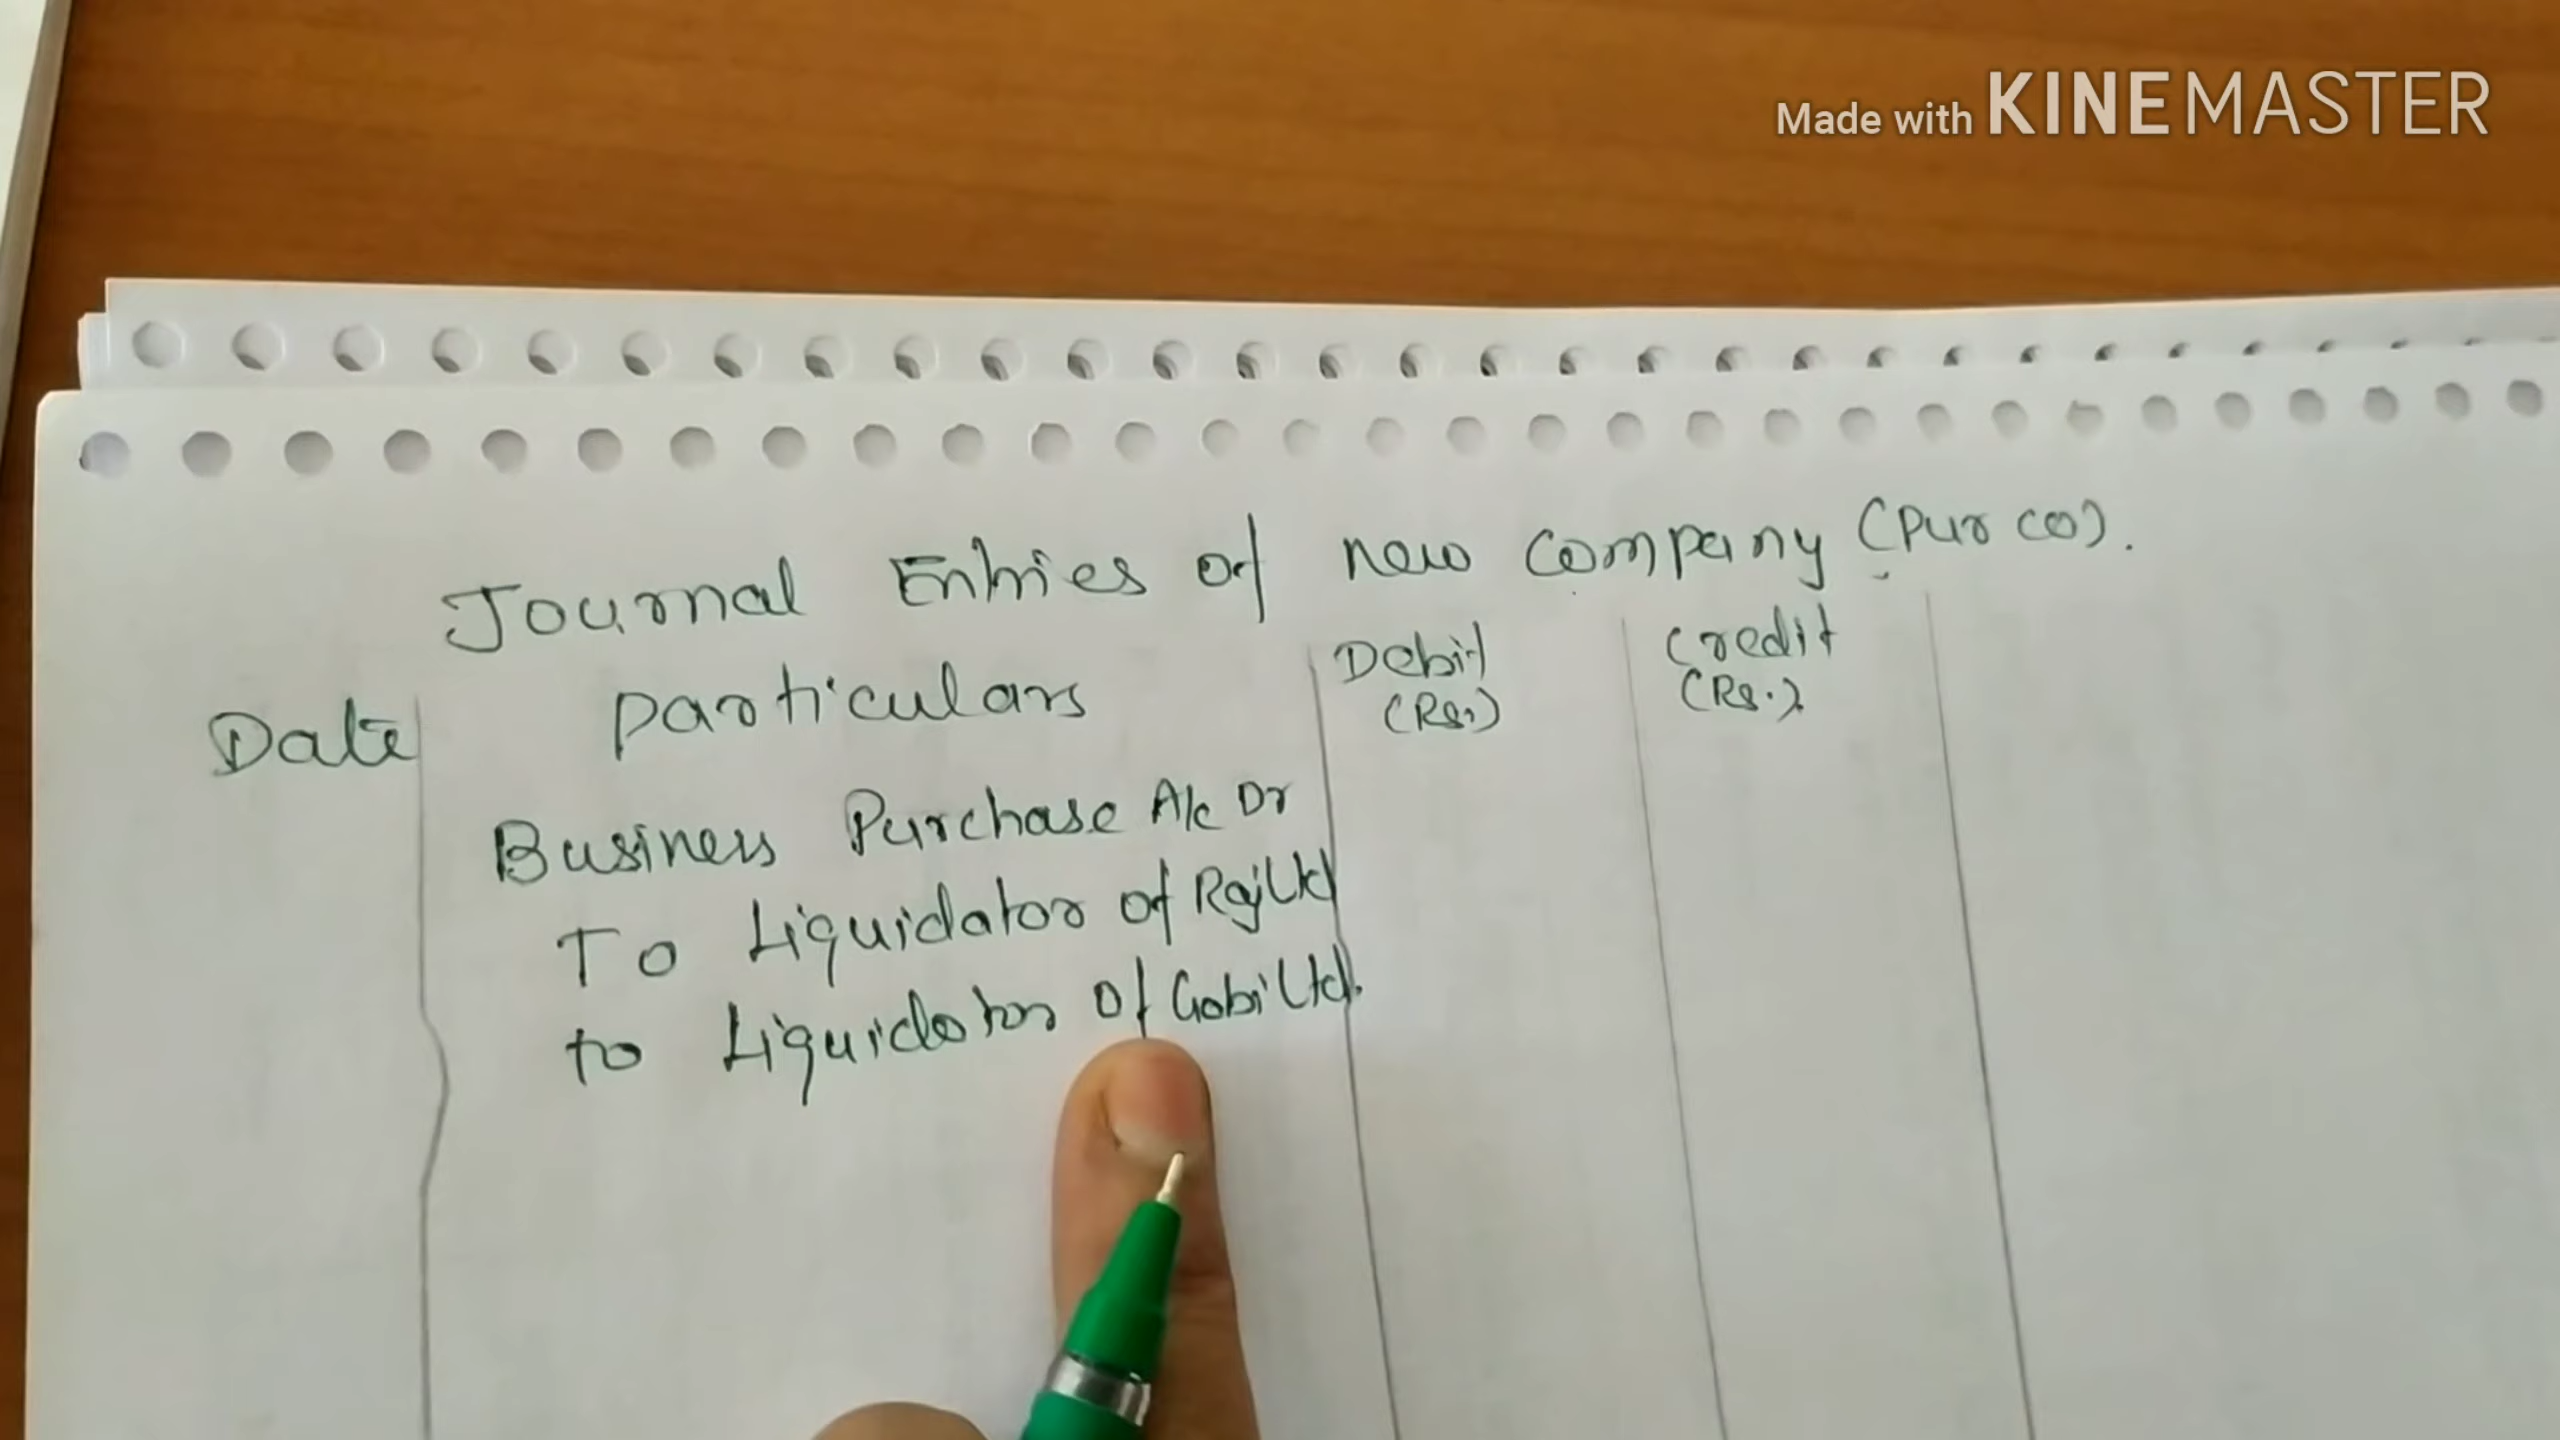 Made with KINEMASTER
Journal Entries of new company (Pur co).
Date
particulars
Debit
(Rs.)
Credit
(Rs.)
Business Purchase A/c Dr
To Liquidator of Raj Ltd
to Liquidator of Gobi Ltd.